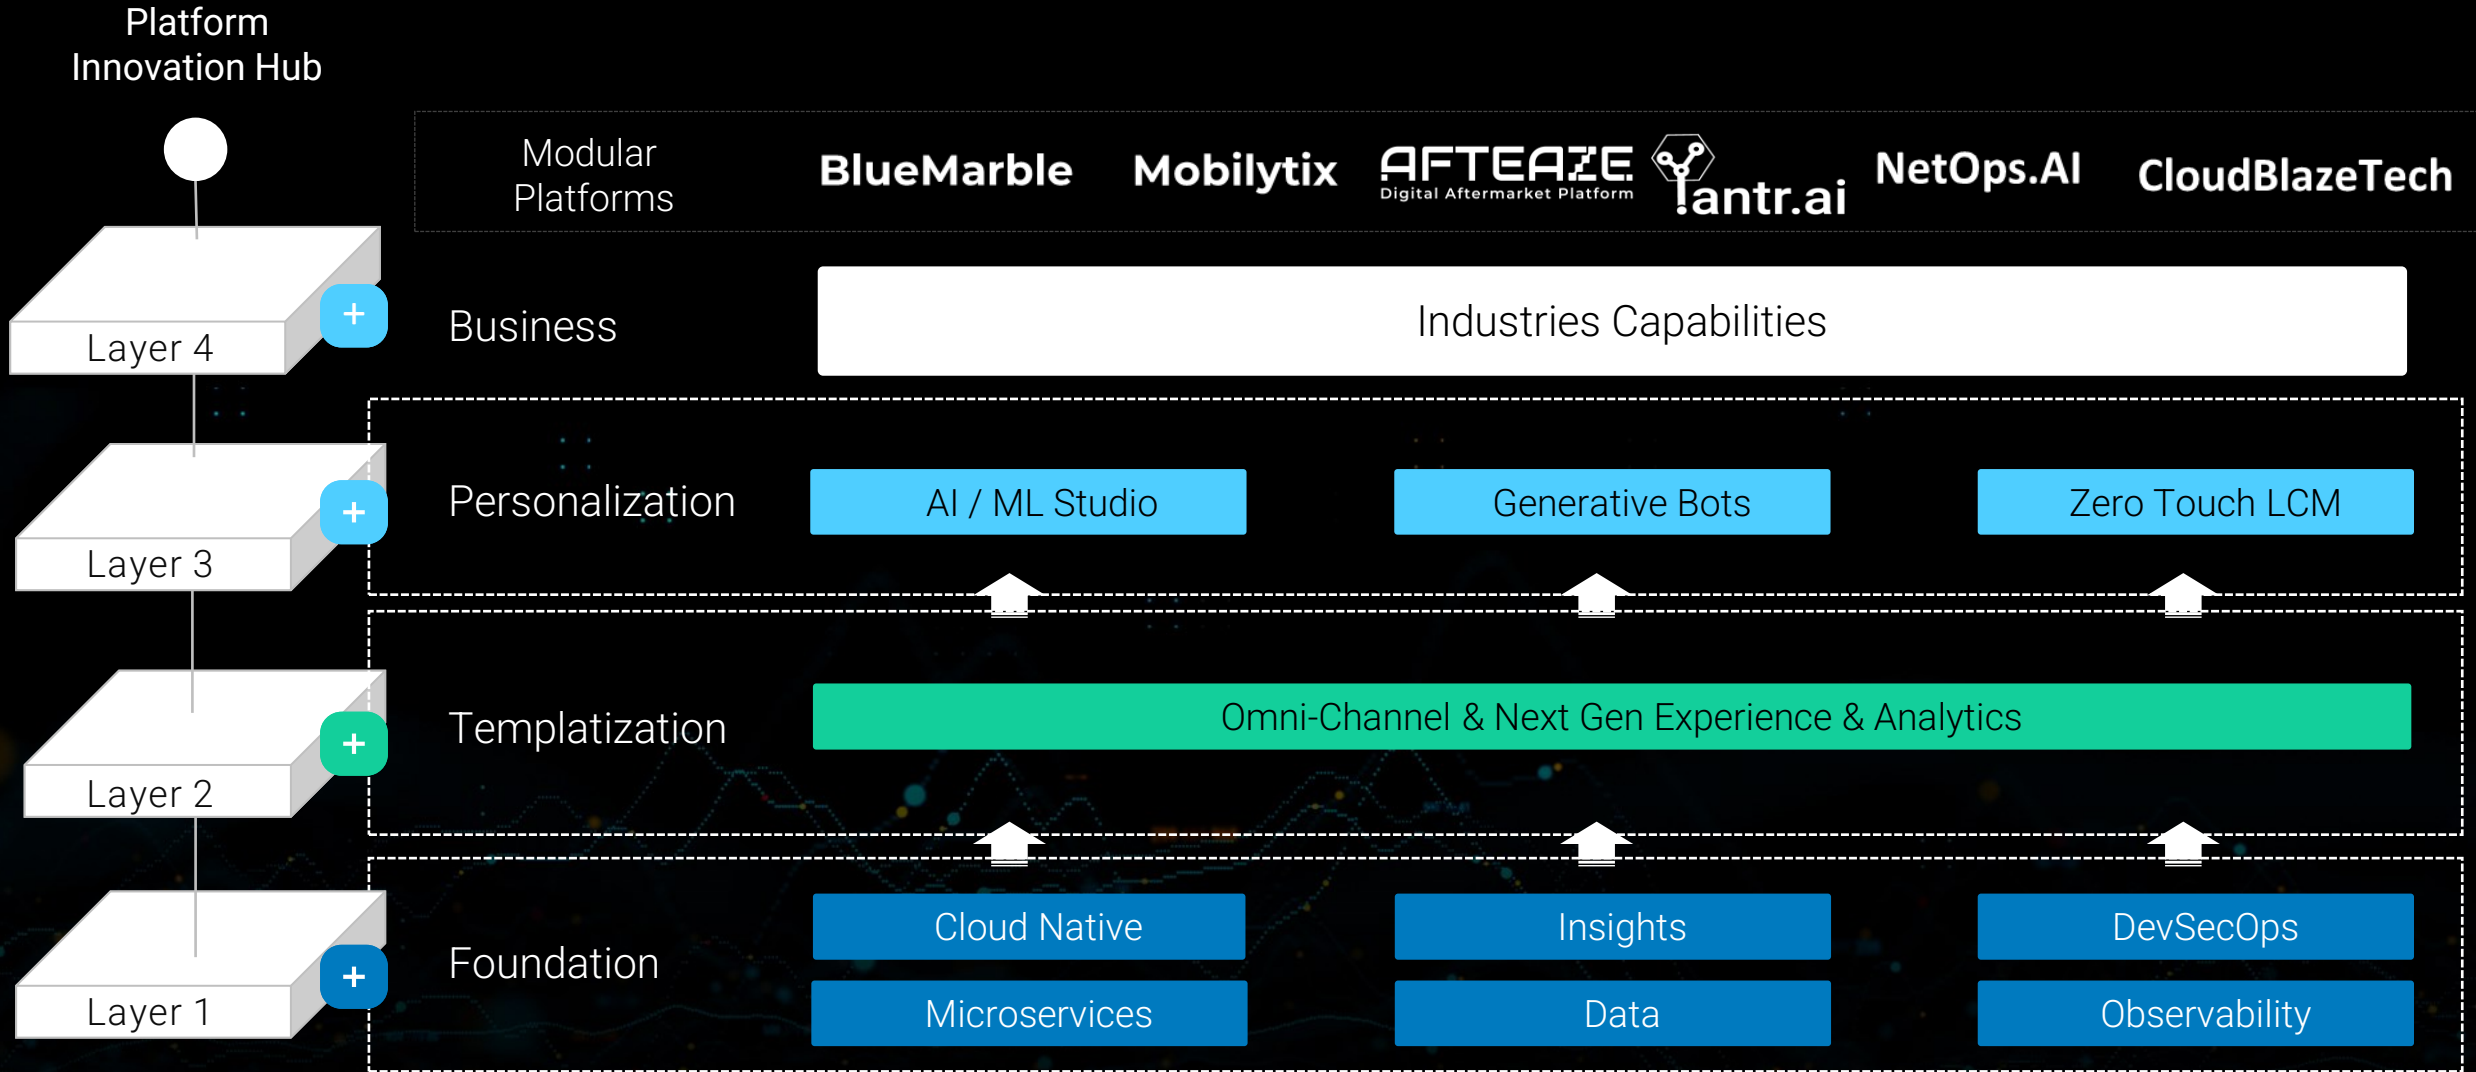 Platform
Innovation Hub
Modular
Platforms
BlueMarble
Mobilytix
AFTEAZE
Digital Aftermarket Platform
Yantr.ai
NetOps.AI
CloudBlazeTech
Layer 4
+
Business
Industries Capabilities
Layer 3
+
Personalization
AI / ML Studio
Generative Bots
Zero Touch LCM
Layer 2
+
Templatization
Omni-Channel & Next Gen Experience & Analytics
Layer 1
+
Foundation
Cloud Native
Insights
DevSecOps
Microservices
Data
Observability